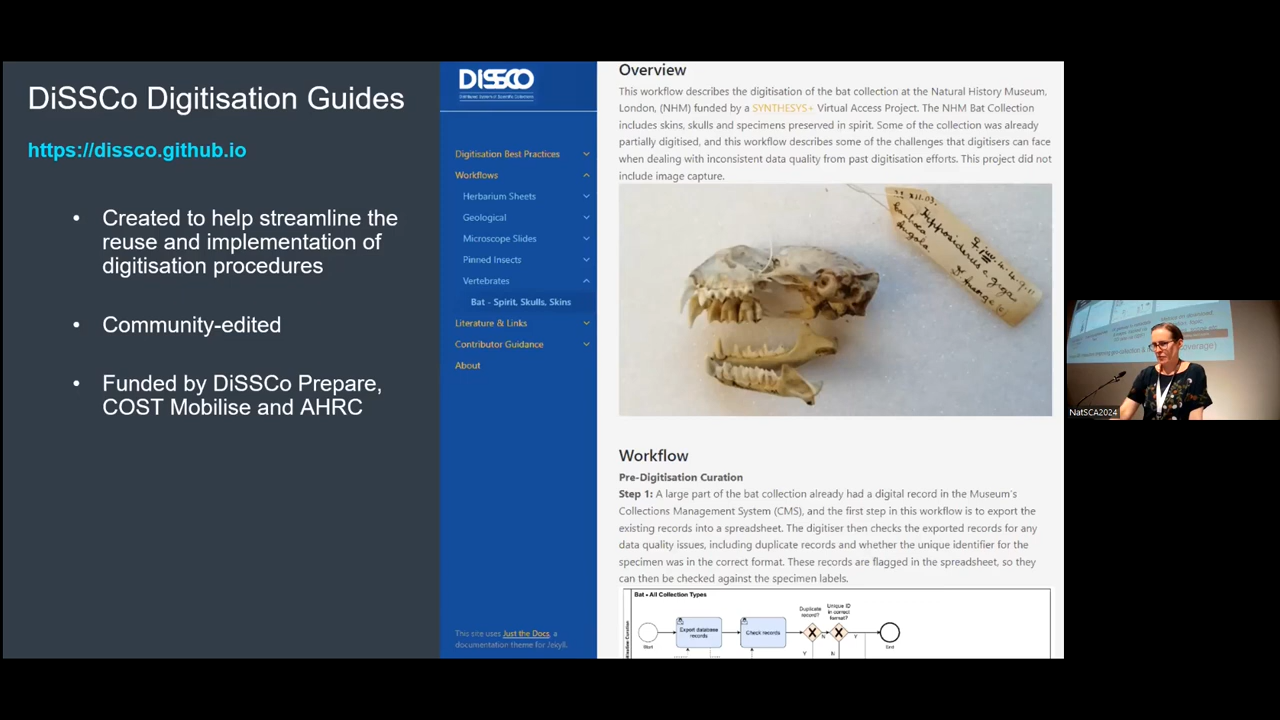 DiSSCo Digitisation Guides
https://dissco.github.io
• Created to help streamline the
reuse and implementation of
digitisation procedures
• Community-edited
• Funded by DiSSCo Prepare,
COST Mobilise and AHRC
DISSCO
Digitisation Best Practices
Workflows
Herbarium Sheets
Geological
Microscope Slides
Pinned Insects
Vertebrates
Bat - Spirit, Skulls, Skins
Literature & Links
Contributor Guidance
About
This site uses Just the Docs, a
documentation theme for Jekyll.
Overview
This workflow describes the digitisation of the bat collection at the Natural History Museum,
London, (NHM) funded by a SYNTHESYS+ Virtual Access Project. The NHM Bat Collection
includes skins, skulls and specimens preserved in spirit. Some of the collection was already
partially digitised, and this workflow describes some of the challenges that digitisers can face
when dealing with inconsistent data quality from past digitisation efforts. This project did not
include image capture.
Angola
Workflow
Pre-Digitisation Curation
Step 1: A large part of the bat collection already had a digital record in the Museum's
Collections Management System (CMS), and the first step in this workflow is to export the
existing records into a spreadsheet. The digitiser then checks the exported records for any
data quality issues, including duplicate records and whether the unique identifier for the
specimen was in the correct format. These records are flagged in the spreadsheet, so they
can then be checked against the specimen labels.
Bat • All Collection Types
Start
Export database
records
Check records
Duplicate
record?
N
Y
Unique ID
in correct
format?
Y
N
End
NatSCA2024